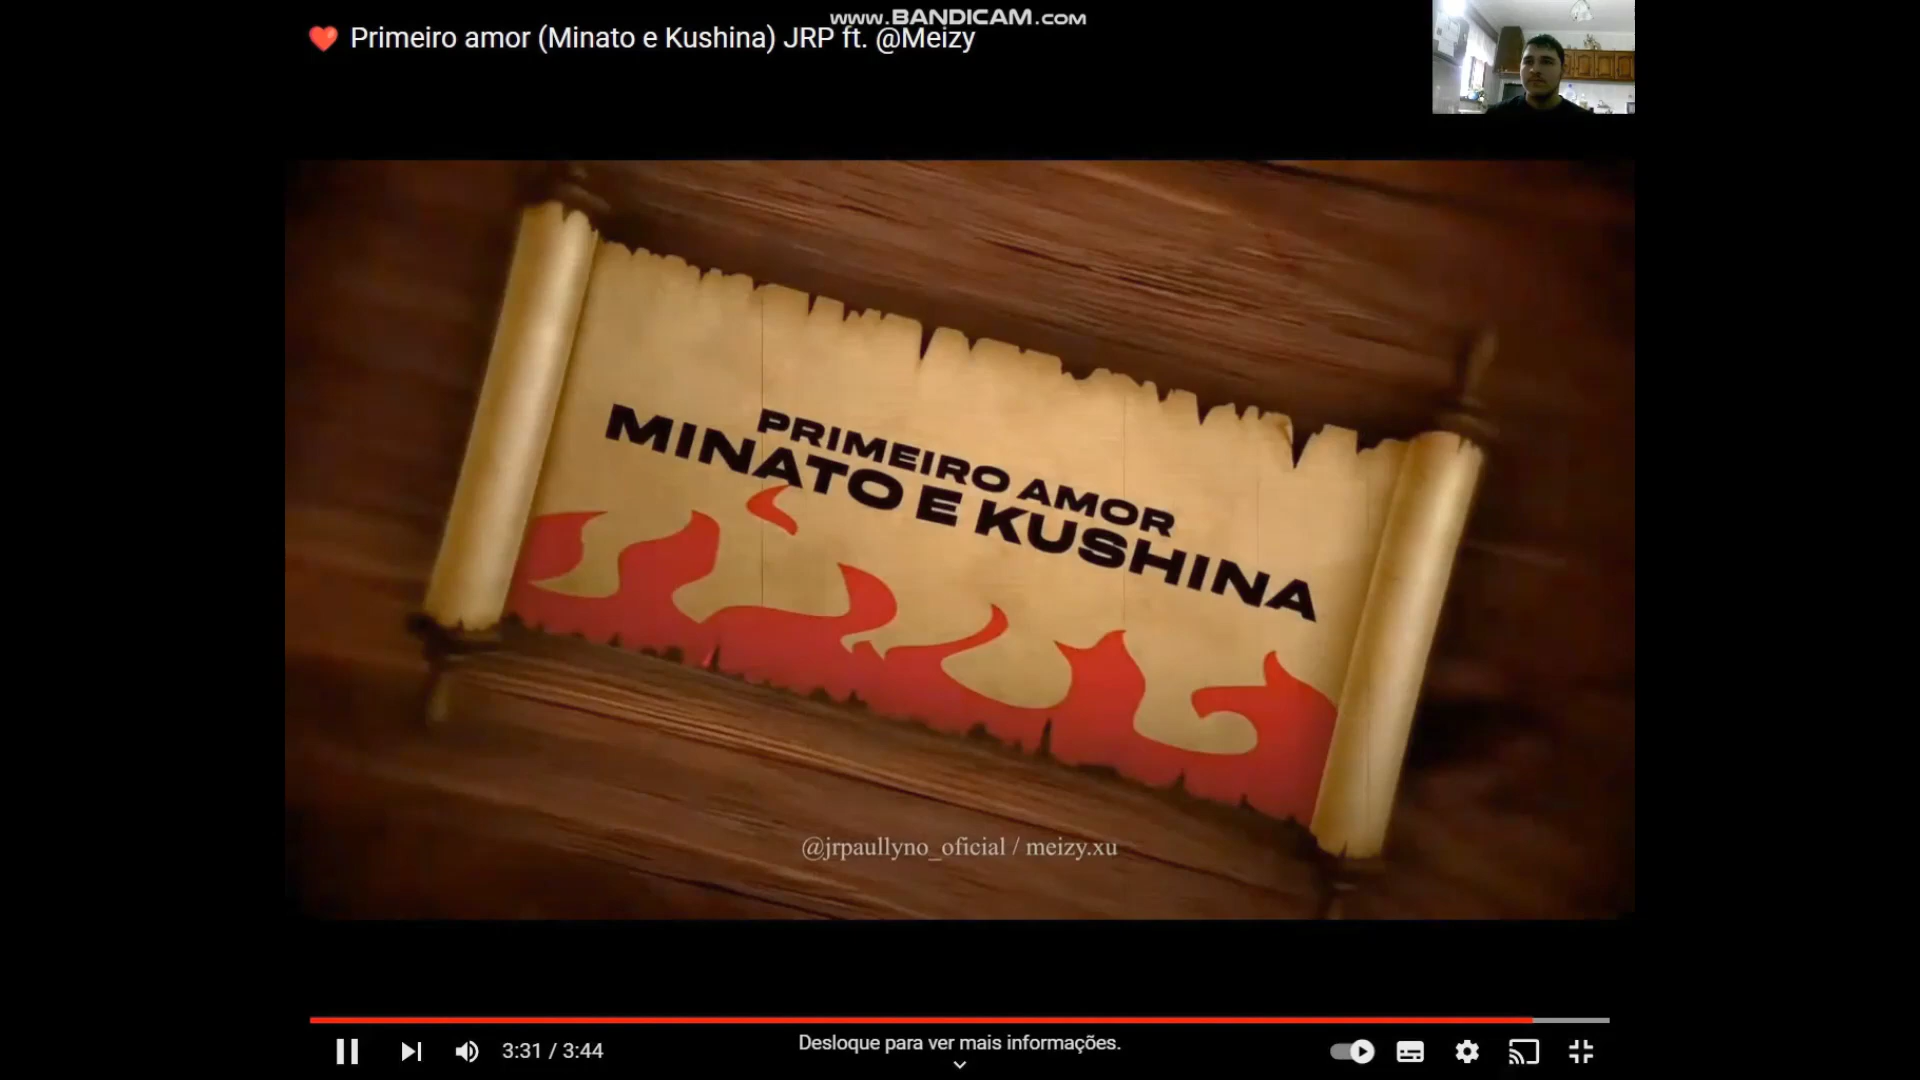 www.BANDICAM.com
❤️ Primeiro amor (Minato e Kushina) JRP ft. @Meizy
PRIMEIRO AMOR
MINATO E KUSHINA
@jrpaullyno_oficial / meizy.xu
Desloque para ver mais informações.
3:31 / 3:44